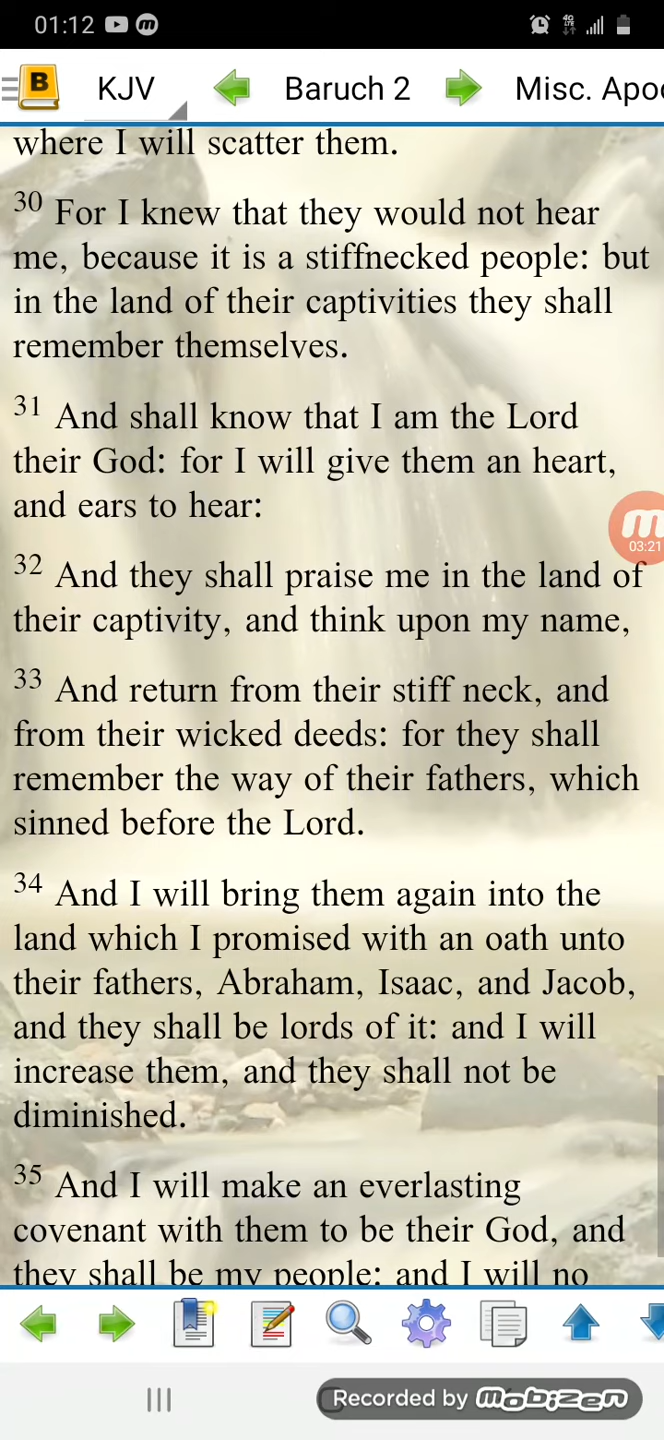 01:12
4G
KJV
Baruch 2
Misc. Apo
where I will scatter them.
30 For I knew that they would not hear
me, because it is a stiffnecked people: but
in the land of their captivities they shall
remember themselves.
31 And shall know that I am the Lord
their God: for I will give them an heart,
and ears to hear:
03:21
32 And they shall praise me in the land of
their captivity, and think upon my name,
33 And return from their stiff neck, and
from their wicked deeds: for they shall
remember the way of their fathers, which
sinned before the Lord.
34 And I will bring them again into the
land which I promised with an oath unto
their fathers, Abraham, Isaac, and Jacob,
and they shall be lords of it: and I will
increase them, and they shall not be
diminished.
35 And I will make an everlasting
covenant with them to be their God, and
they shall be my people: and I will no
Recorded by mobizen